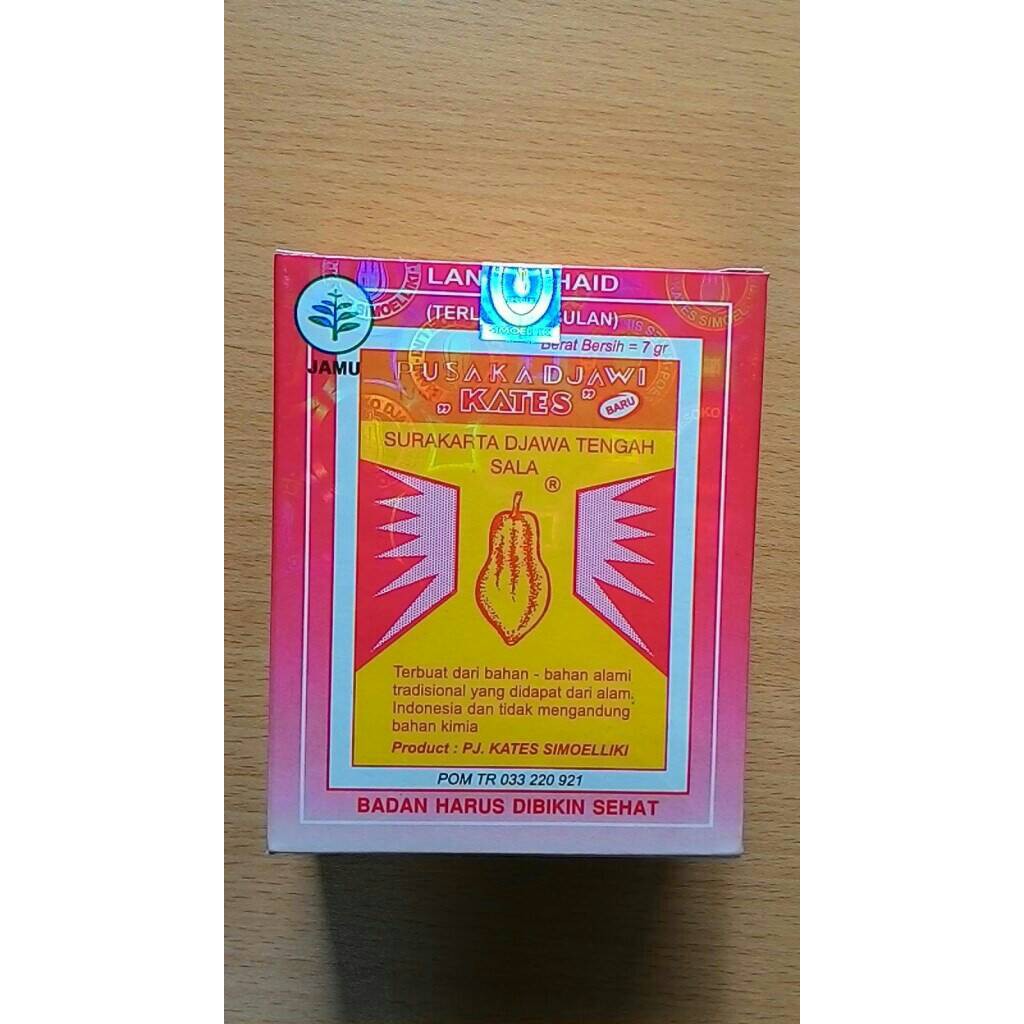 LAN HAID
(TERL ULAN)
JAMU
Berat Bersih = 7 gr
PUSAKA DJAWI
„KATES” BARU
SURAKARTA DJAWA TENGAH
SALA ®
Terbuat dari bahan - bahan alami
tradisional yang didapat dari alam
Indonesia dan tidak mengandung
bahan kimia
Product : PJ. KATES SIMOELLIKI
POM TR 033 220 921
BADAN HARUS DIBIKIN SEHAT